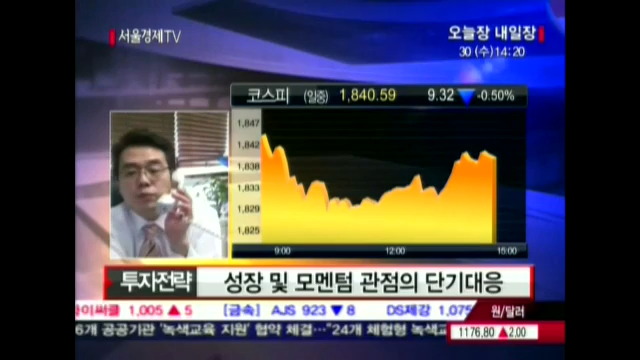 서울경제TV
오늘장 내일장
30 (수) 14:20
코스피 (일중) 1,840.59 9.32 ▼ -0.50%
1,847
1,842
1,838
1,833
1,829
1,825
9:00 12:00 15:00
투자전략 성장 및 모멘텀 관점의 단기대응
1,005 ▲ 5 [금속] AJS 923 ▼ 8 DS제강 1,075
원/달러
6개 공공기관 '녹색교육 지원' 협약 체결…"24개 체험형 녹색교
1176.80 ▲2.00